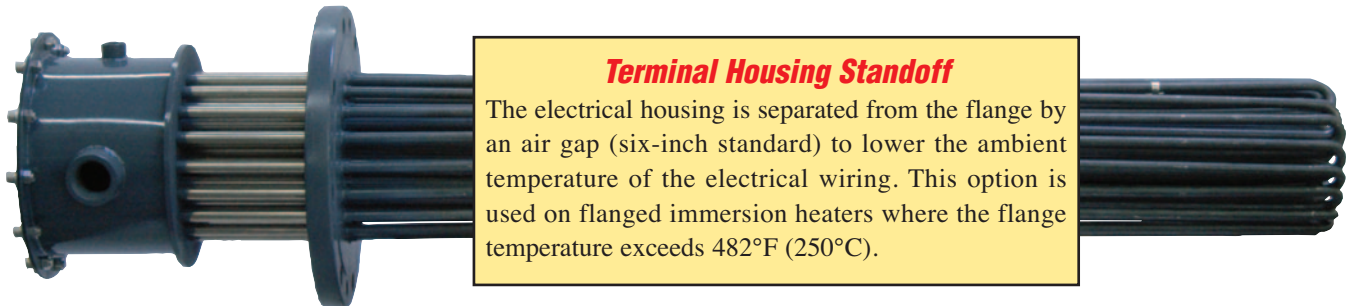 Terminal Housing Standoff
The electrical housing is separated from the flange by
an air gap (six-inch standard) to lower the ambient
temperature of the electrical wiring. This option is
used on flanged immersion heaters where the flange
temperature exceeds 482°F (250°C).